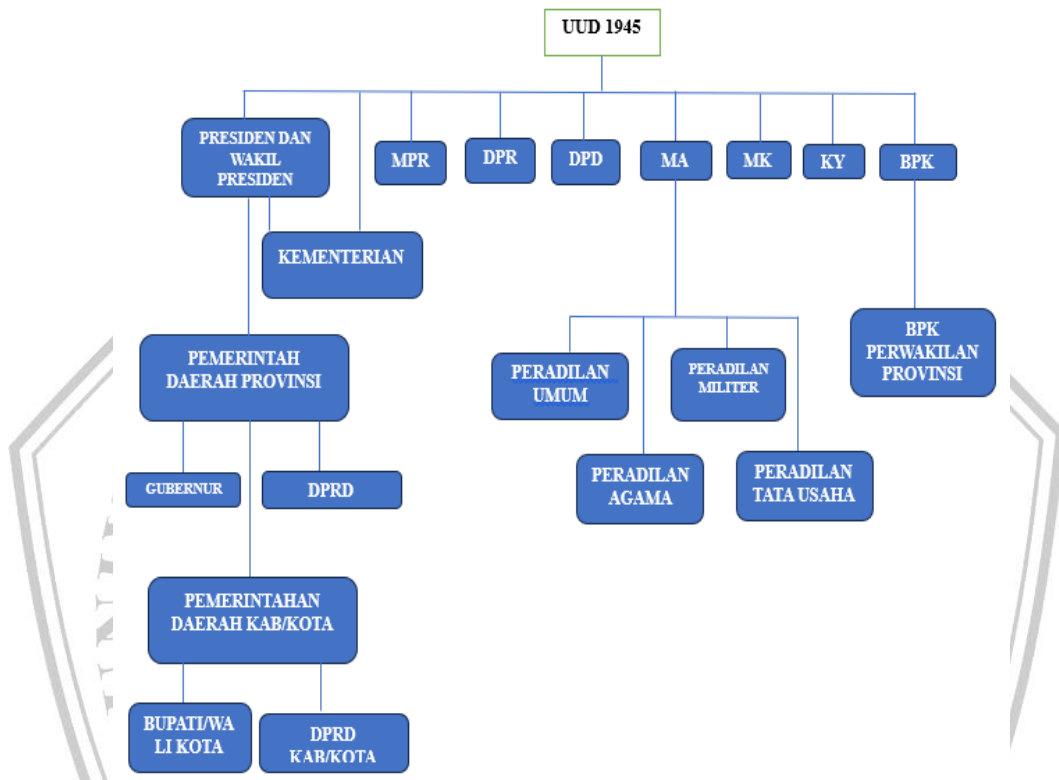 UUD 1945
PRESIDEN DAN
WAKIL
PRESIDEN
MPR
DPR
DPD
MA
MK
KY
BPK
KEMENTERIAN
PEMERINTAH
DAERAH PROVINSI
PERADILAN
UMUM
PERADILAN
MILITER
BPK
PERWAKILAN
PROVINSI
GUBERNUR
DPRD
PERADILAN
AGAMA
PERADILAN
TATA USAHA
PEMERINTAHAN
DAERAH KAB/KOTA
BUPATI/WA
LI KOTA
DPRD
KAB/KOTA